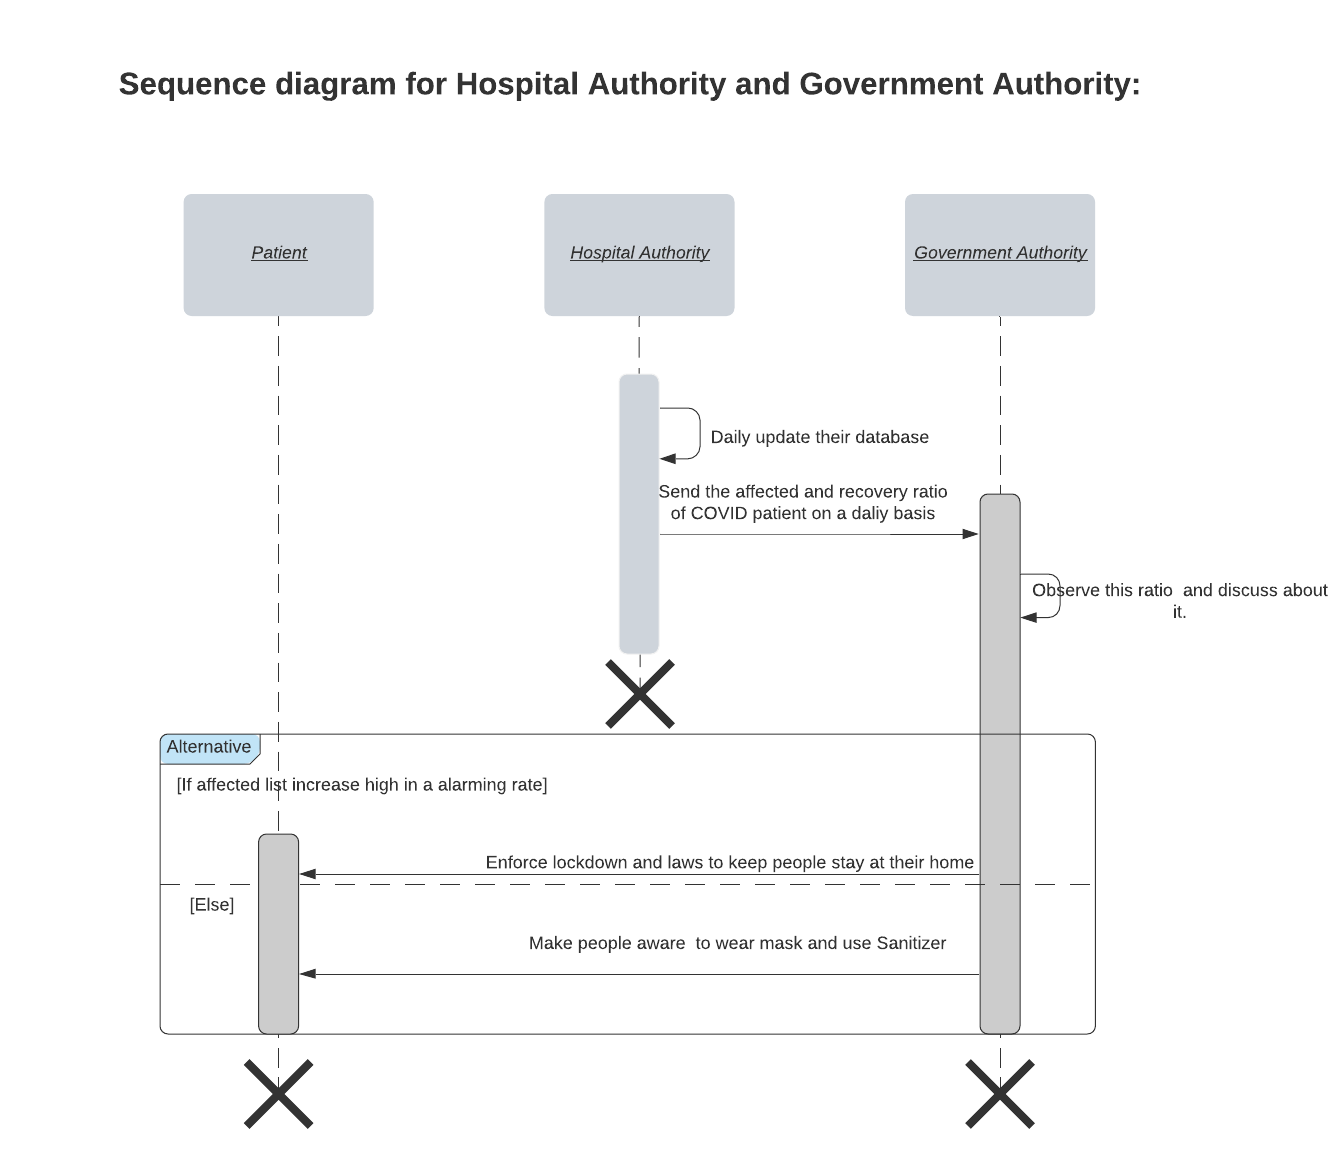 Sequence diagram for Hospital Authority and Government Authority:
Patient
Hospital Authority
Government Authority
Daily update their database
Send the affected and recovery ratio
of COVID patient on a daliy basis
Observe this ratio  and discuss about
it.
Alternative
[If affected list increase high in a alarming rate]
Enforce lockdown and laws to keep people stay at their home
[Else]
Make people aware  to wear mask and use Sanitizer